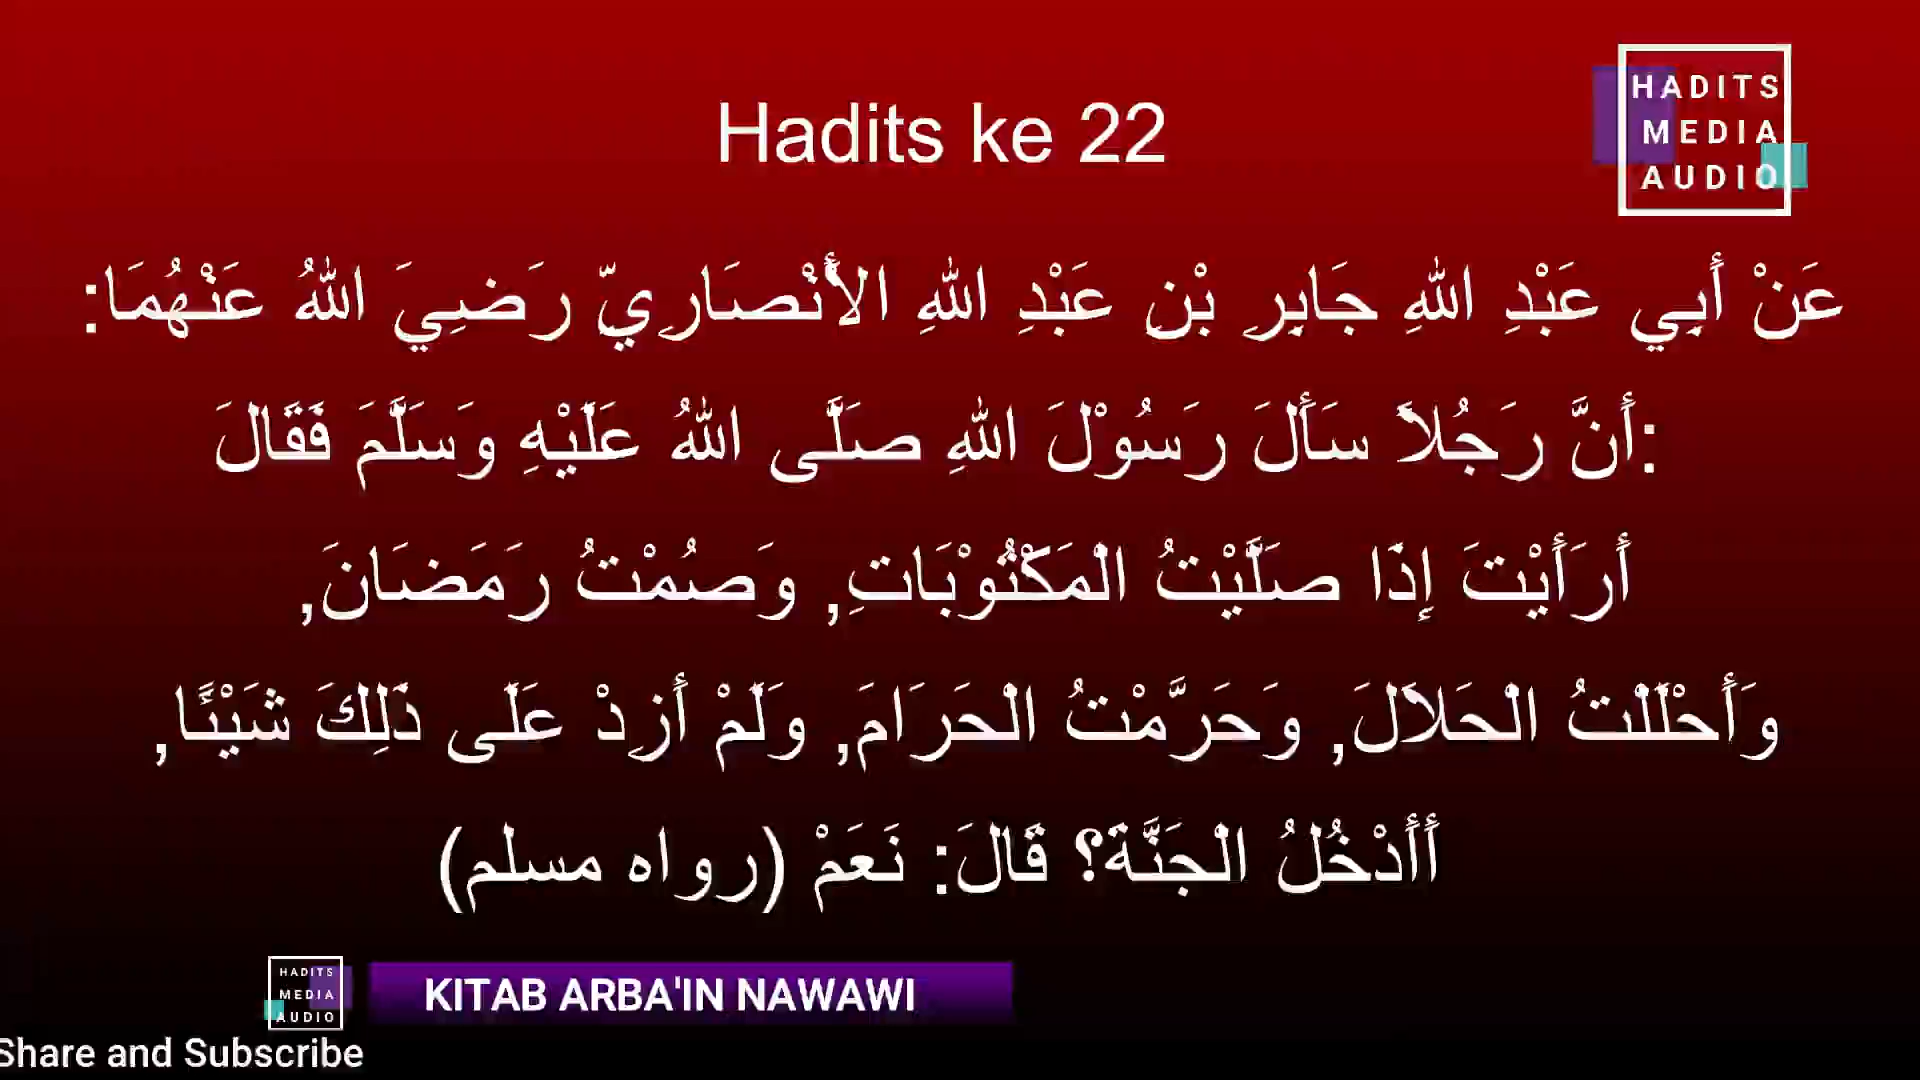 Hadits ke 22
HADITS
MEDIA
AUDIO
عَنْ أَبِي عَبْدِ اللهِ جَابِرِ بْنِ عَبْدِ اللهِ الأَنْصَارِيِّ رَضِيَ اللهُ عَنْهُمَا:
:أَنَّ رَجُلاً سَأَلَ رَسُوْلَ اللهِ صَلَّى اللهُ عَلَيْهِ وَسَلَّمَ فَقَالَ
أَرَأَيْتَ إِذَا صَلَّيْتُ الْمَكْتُوْبَاتِ, وَصُمْتُ رَمَضَانَ,
وَأَحْلَلْتُ الْحَلاَلَ, وَحَرَّمْتُ الْحَرَامَ, وَلَمْ أَزِدْ عَلَى ذَلِكَ شَيْئًا,
أَأَدْخُلُ الْجَنَّةَ؟ قَالَ: نَعَمْ (رواه مسلم)
HADITS
MEDIA
AUDIO
KITAB ARBA'IN NAWAWI
Share and Subscribe